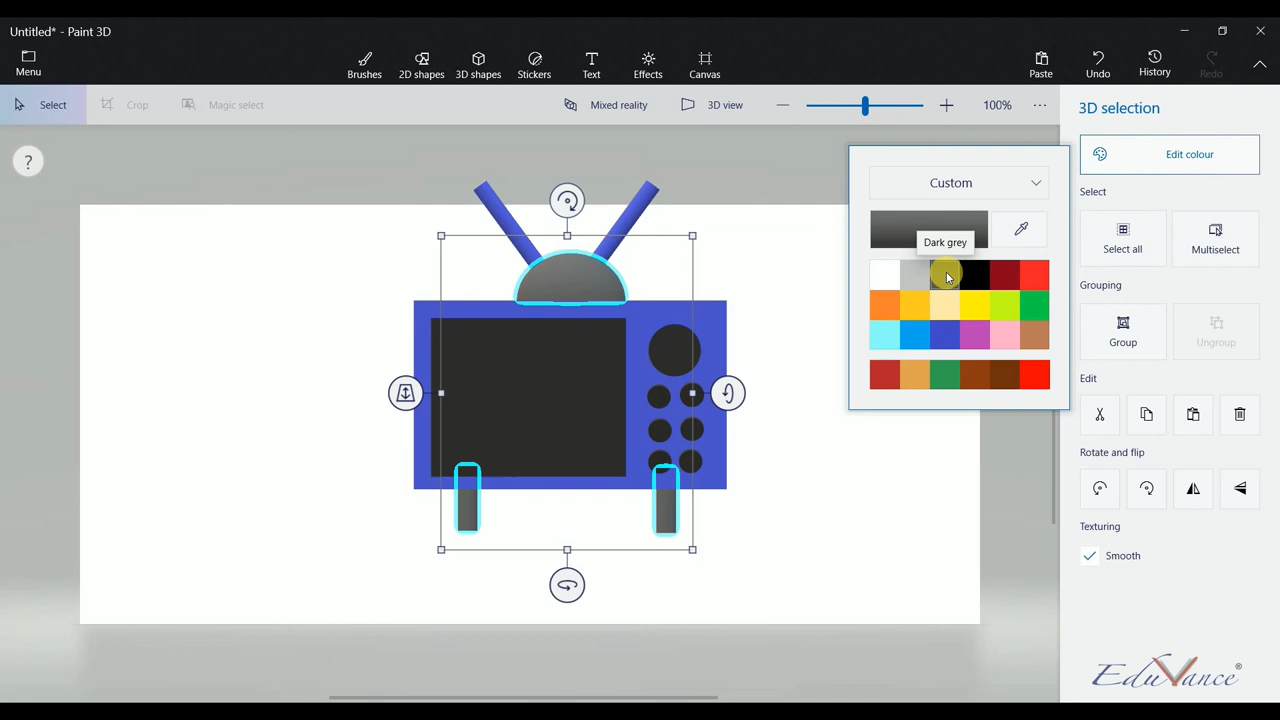 Untitled* - Paint 3D
Menu
Brushes
2D shapes
3D shapes
Stickers
Text
Effects
Canvas
Paste
Undo
History
Redo
Select
Crop
Magic select
Mixed reality
3D view
100%
?
3D selection
Edit colour
Custom
Dark grey
Select
Select all
Multiselect
Grouping
Group
Ungroup
Edit
Rotate and flip
Texturing
Smooth
EduVance®